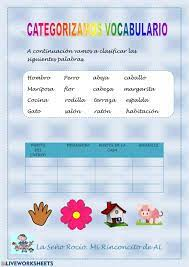 CATEGORIZAMOS VOCABULARIO
A continuación vamos a clasificar las
siguientes palabras.
Hombro Perro abeja caballo
Mariposa flor cabeza margarita
Cocina rodilla terraza espalda
Gato salón ratón habitación
PARTES DEL CUERPO PARTES DE LA CASA ANIMALES
La Seño Rocío. Mi Rinconcito de AL
LIVEWORKSHEETS